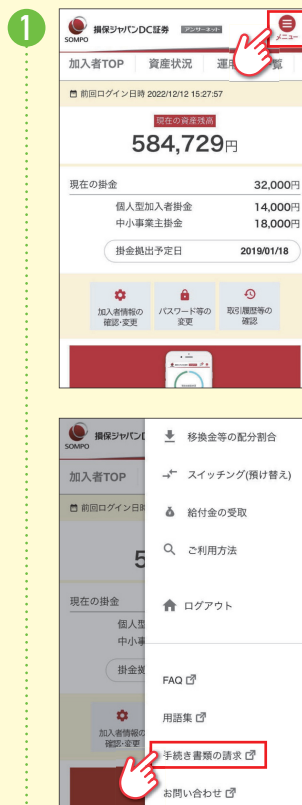 1
SOMPO 損保ジャパンDC証券 アンサーネット
メニュー
加入者TOP 資産状況 運 覧
前回ログイン日時 2022/12/12 15:27:57
現在の資産残高
584,729円
現在の掛金 32,000円
個人型加入者掛金 14,000円
中小事業主掛金 18,000円
掛金拠出予定日 2019/01/18
加入者情報の パスワード等の 取引履歴等の
確認・変更 変更 確認
SOMPO 損保ジャパン
移換金等の配分割合
加入者TOP
スイッチング(預け替え)
前回ログイン日
給付金の受取
5
ご利用方法
現在の掛金
ログアウト
個人型
中小事
掛金拠
FAQ
用語集
加入者情報の
確認・変更
手続き書類の請求
お問い合わせ